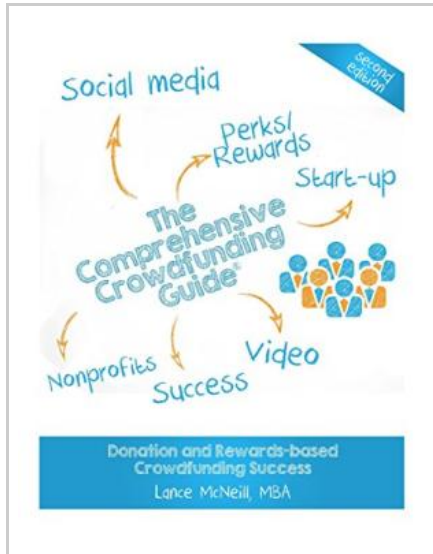 second
edition
Social media
Perks/
Rewards
Start-up
The
Comprehensive
Crowdfunding
Guide®
Video
Nonprofits
Success
Donation and Rewards-based
Crowdfunding Success
Lance McNeill, MBA